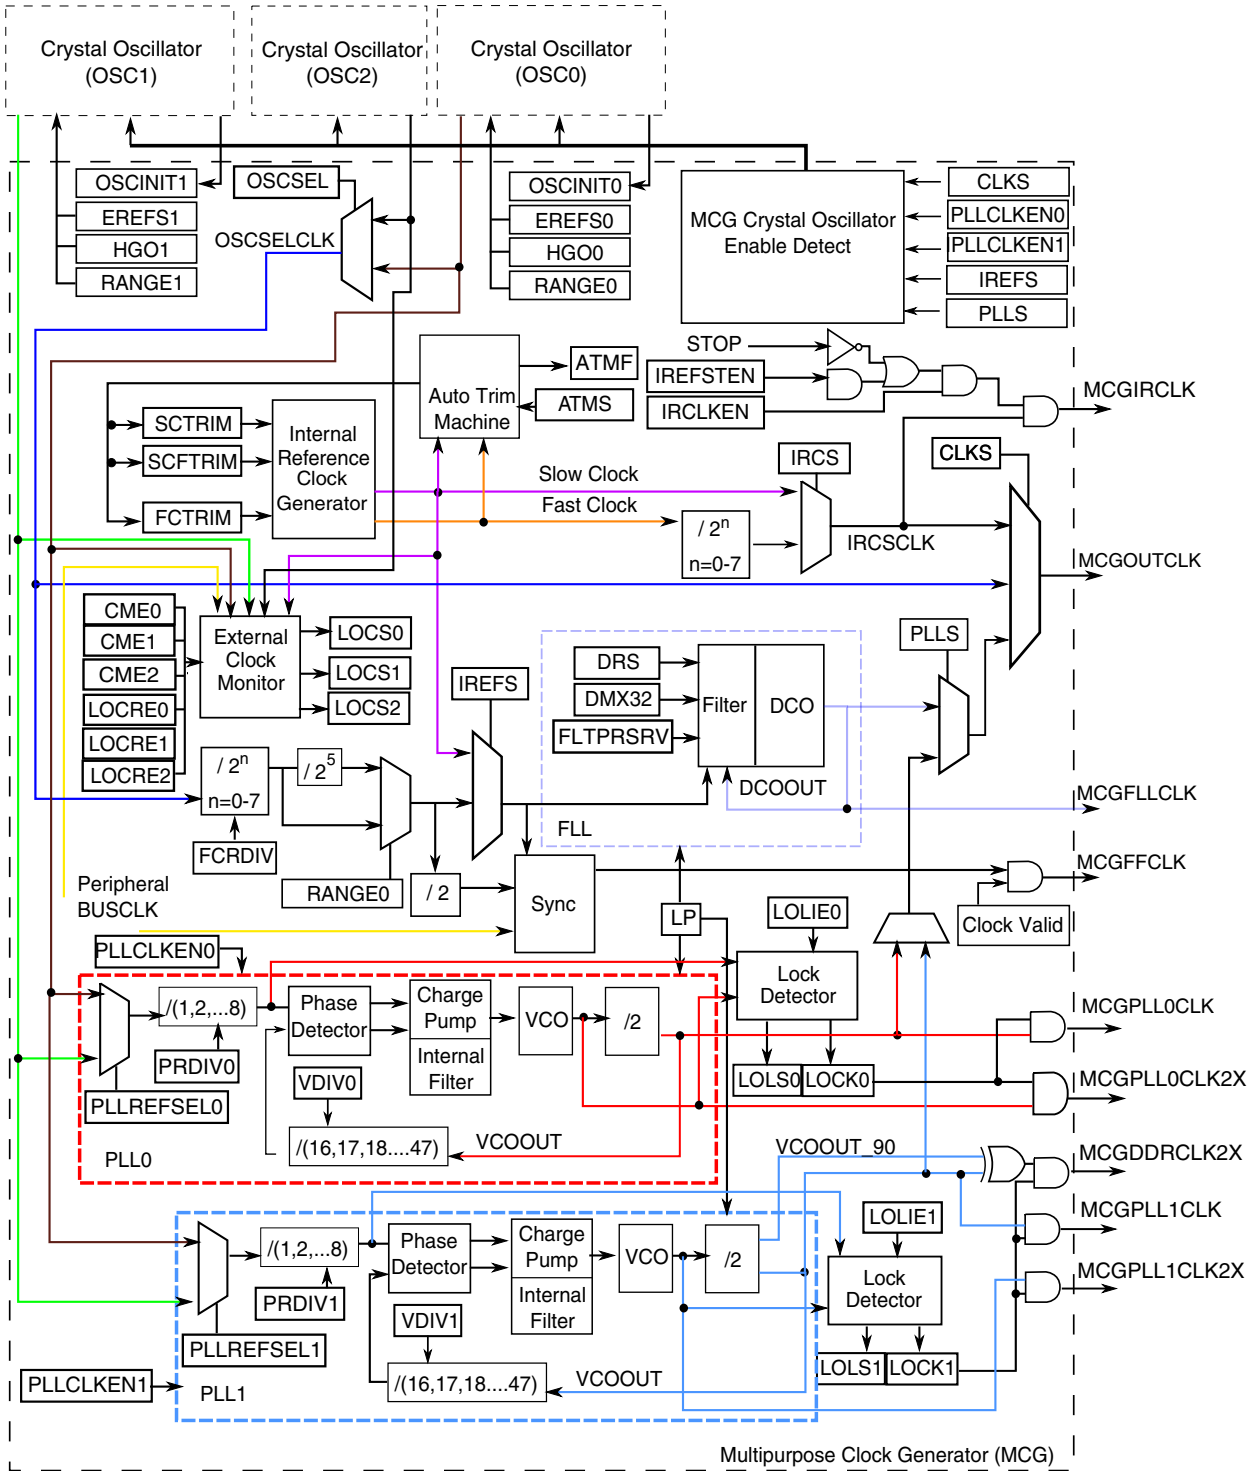 Crystal Oscillator
(OSC1)
Crystal Oscillator
(OSC2)
Crystal Oscillator
(OSC0)
OSCINIT1
EREFS1
HGO1
RANGE1
OSCSEL
OSCSELCLK
OSCINIT0
EREFS0
HGO0
RANGE0
MCG Crystal Oscillator
Enable Detect
CLKS
PLLCLKEN0
PLLCLKEN1
IREFS
PLLS
STOP
IREFSTEN
IRCLKEN
MCGIRCLK
Auto Trim
Machine
ATMF
ATMS
SCTRIM
SCFTRIM
FCTRIM
Internal
Reference
Clock
Generator
Slow Clock
Fast Clock
/ 2n
n=0-7
IRCS
IRCSCLK
CLKS
MCGOUTCLK
CME0
CME1
CME2
LOCRE0
LOCRE1
LOCRE2
External
Clock
Monitor
LOCS0
LOCS1
LOCS2
IREFS
DRS
DMX32
FLTPRSRV
Filter
DCO
DCOOUT
FLL
PLLS
MCGFLLCLK
/ 2n
n=0-7
/ 25
FCRDIV
RANGE0
/ 2
Sync
MCGFFCLK
Clock Valid
Peripheral
BUSCLK
LP
LOLIE0
PLLCLKEN0
/(1,2,...8)
Phase
Detector
Charge
Pump
Internal
Filter
VCO
/2
Lock
Detector
MCGPLL0CLK
PRDIV0
VDIV0
PLLREFSEL0
LOLS0
LOCK0
MCGPLL0CLK2X
/(16,17,18....47)
VCOOUT
PLL0
VCOOUT_90
MCGDDRCLK2X
MCGPLL1CLK
LOLIE1
/(1,2,...8)
Phase
Detector
Charge
Pump
Internal
Filter
VCO
/2
Lock
Detector
MCGPLL1CLK2X
PRDIV1
VDIV1
PLLREFSEL1
LOLS1
LOCK1
PLLCLKEN1
PLL1
/(16,17,18....47)
VCOOUT
Multipurpose Clock Generator (MCG)